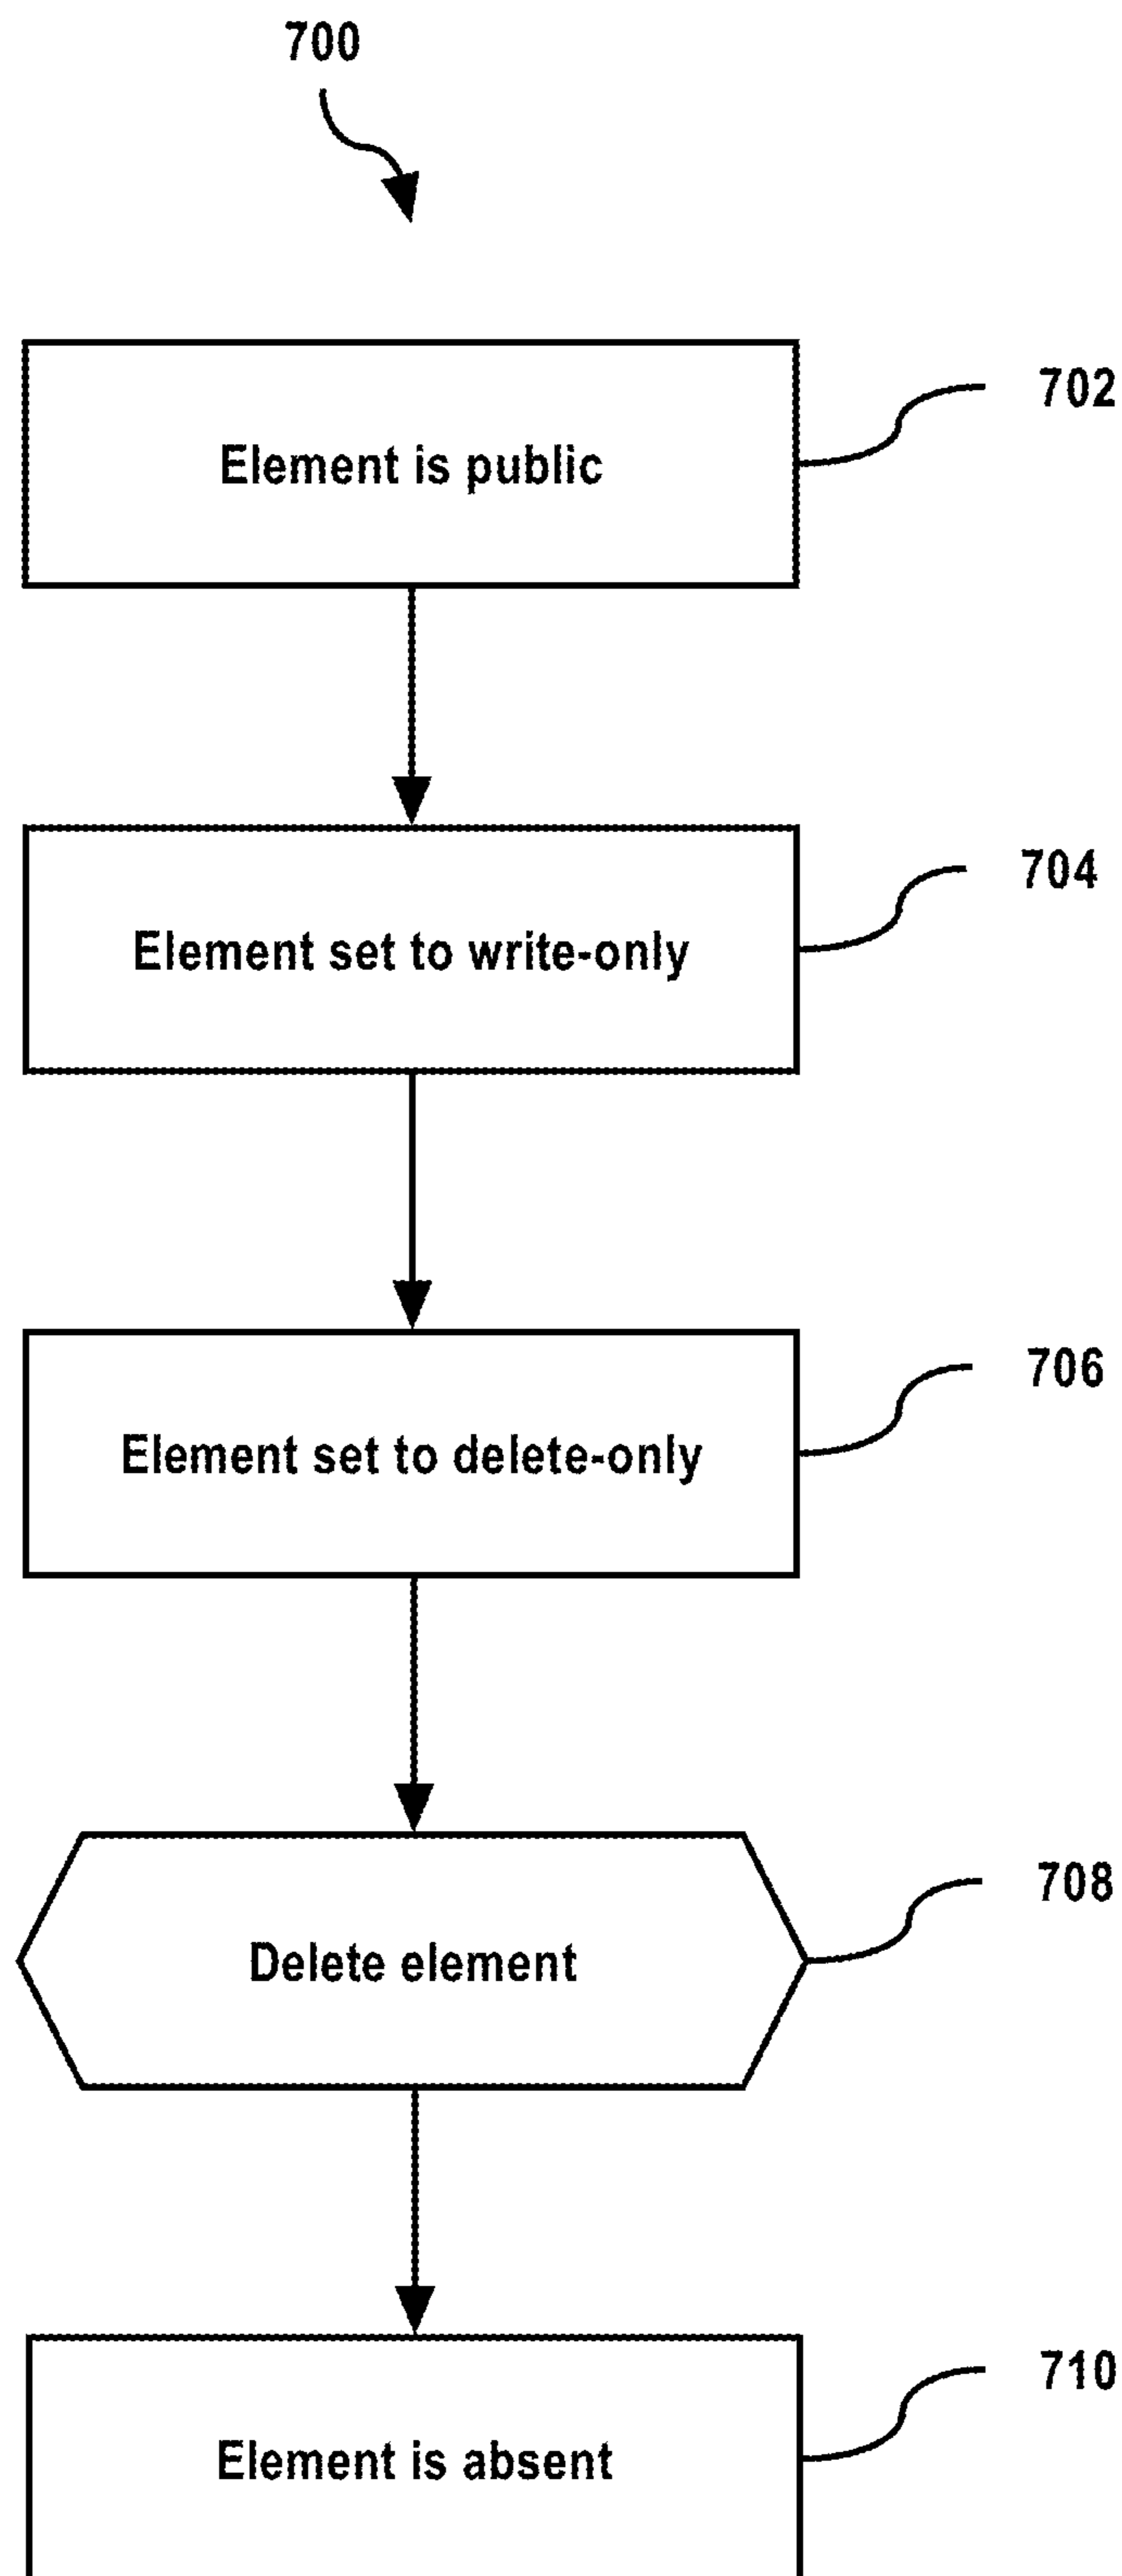 700
702
Element is public
704
Element set to write-only
706
Element set to delete-only
708
Delete element
710
Element is absent